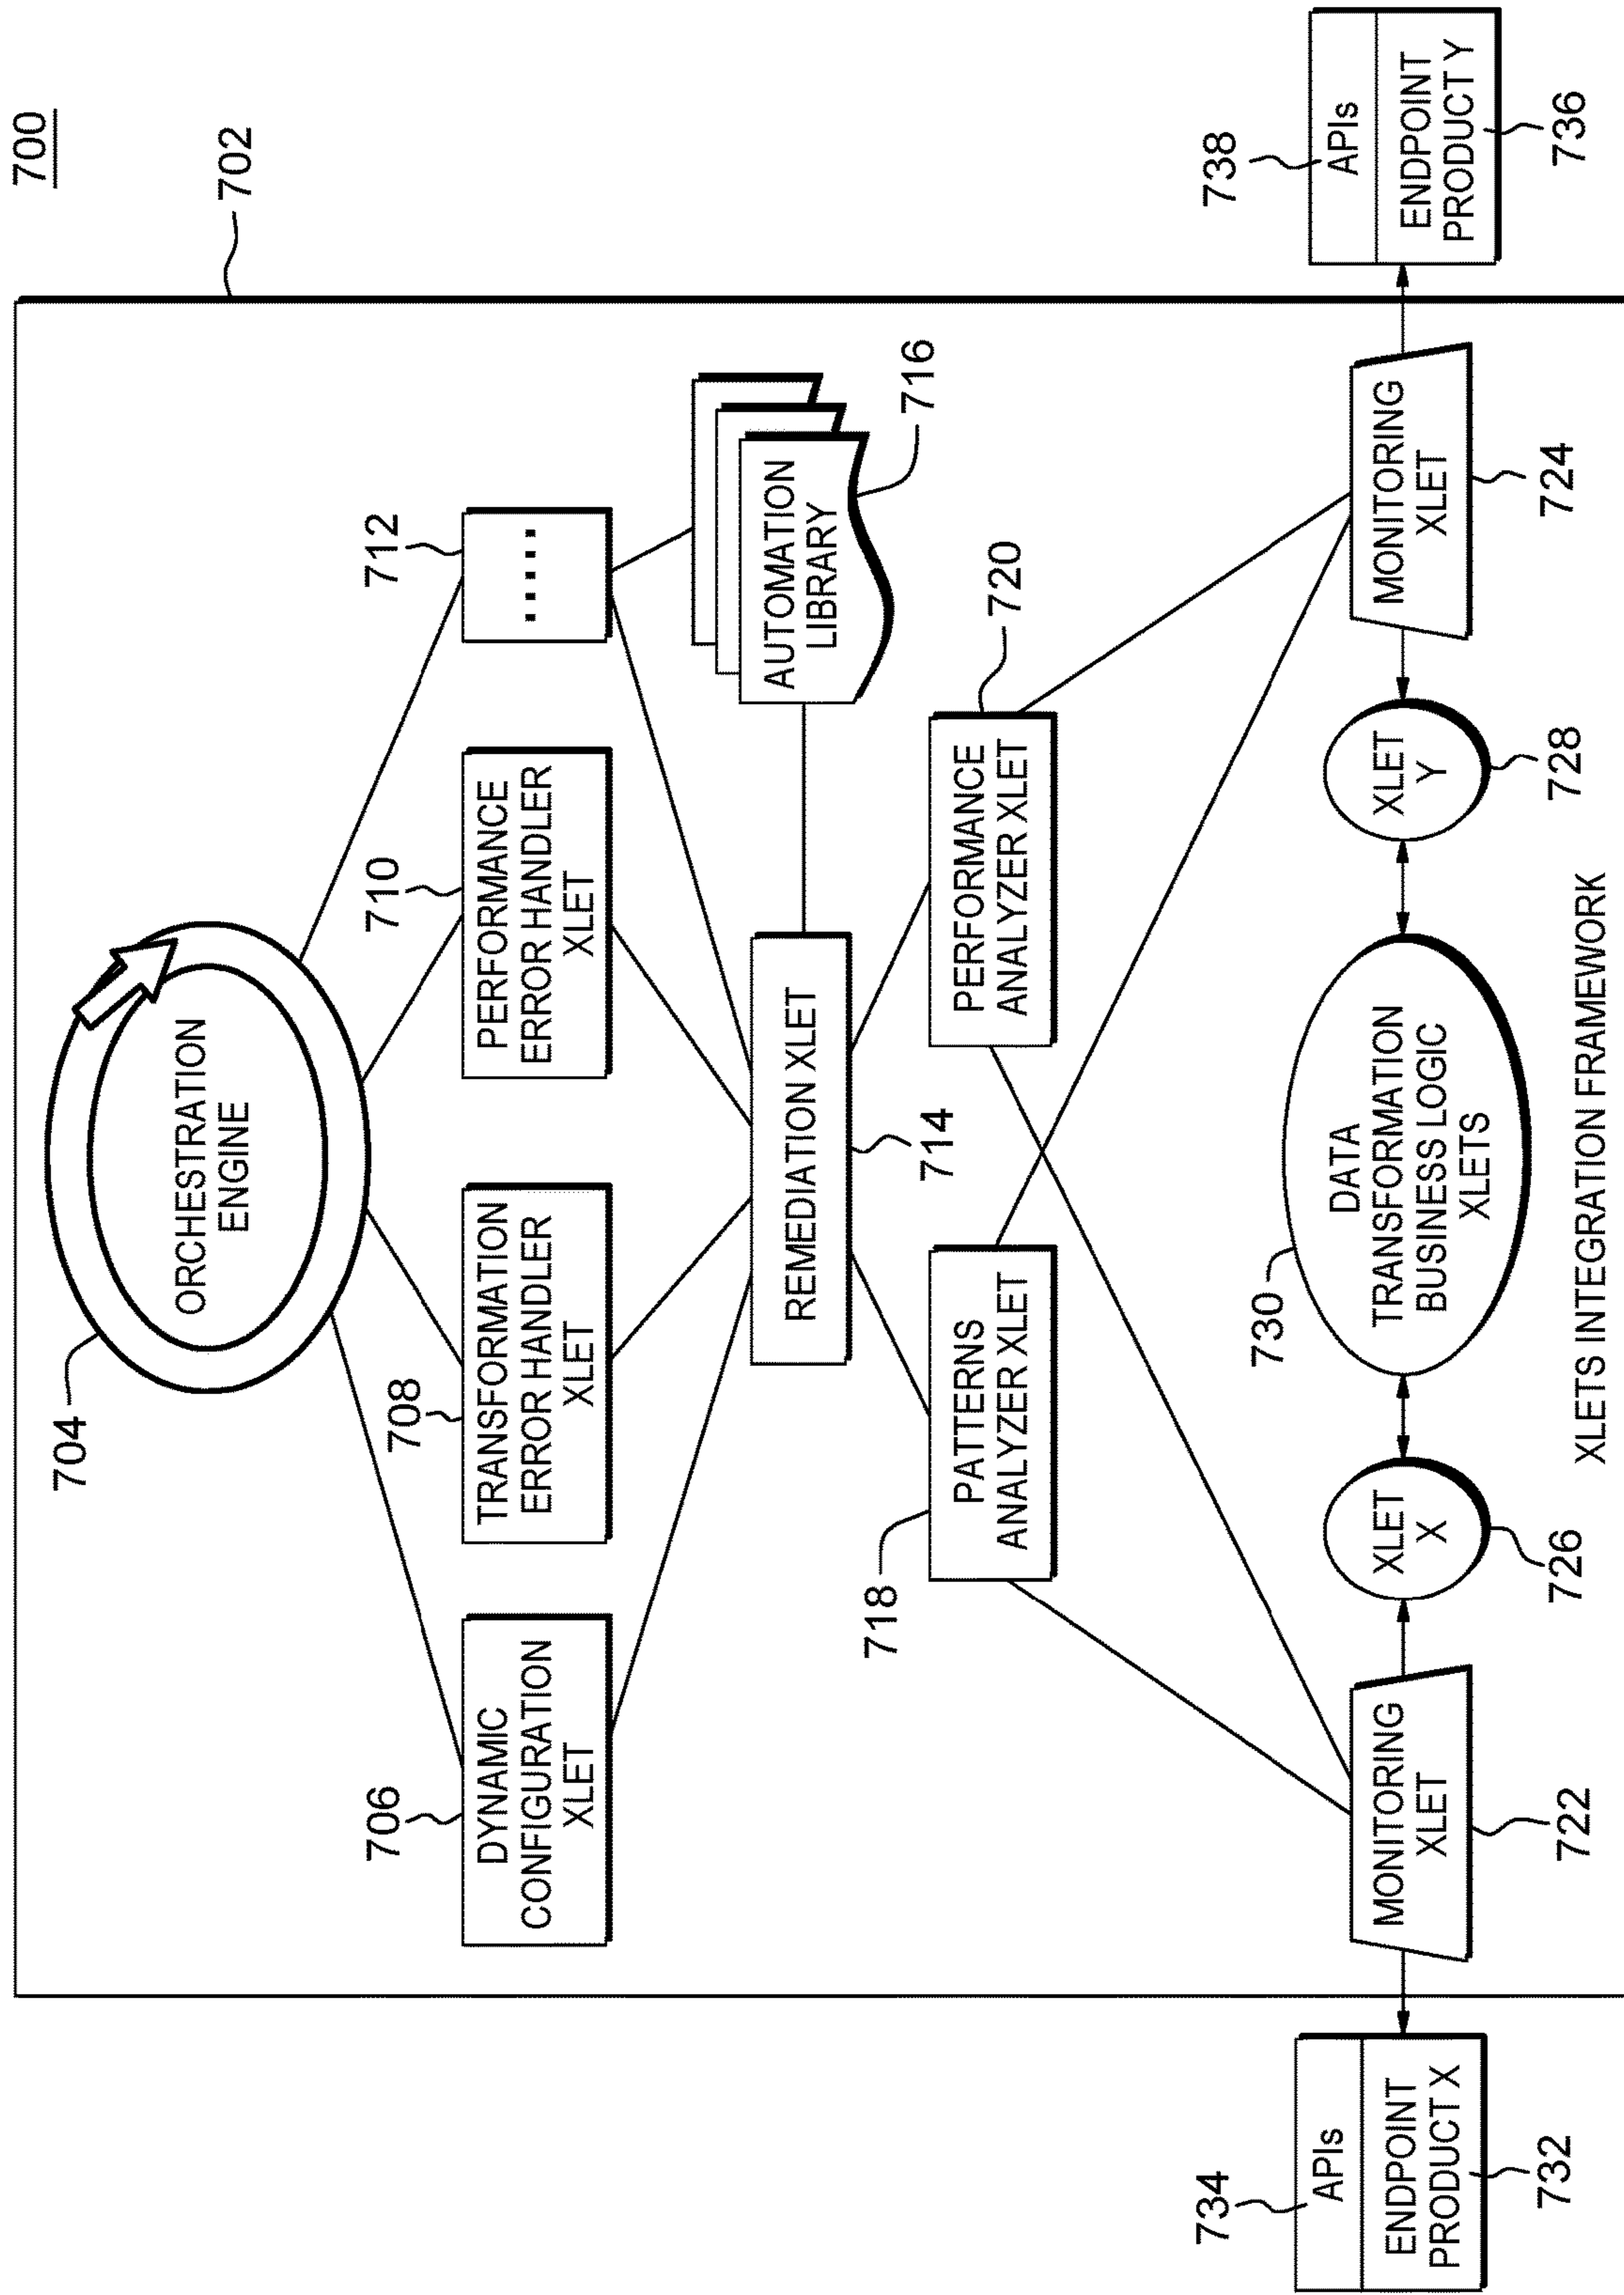 700
702
704
ORCHESTRATION
ENGINE
706
DYNAMIC
CONFIGURATION
XLET
708
TRANSFORMATION
ERROR HANDLER
XLET
710
PERFORMANCE
ERROR HANDLER
XLET
712
.....
REMEDIATION XLET
714
AUTOMATION
LIBRARY
716
718
PATTERNS
ANALYZER XLET
720
PERFORMANCE
ANALYZER XLET
734
APIs
ENDPOINT
PRODUCT X
732
MONITORING
XLET
722
XLET
X
726
730
DATA
TRANSFORMATION
BUSINESS LOGIC
XLETS
XLET
Y
728
MONITORING
XLET
724
738
APIs
ENDPOINT
PRODUCT Y
736
XLETS INTEGRATION FRAMEWORK